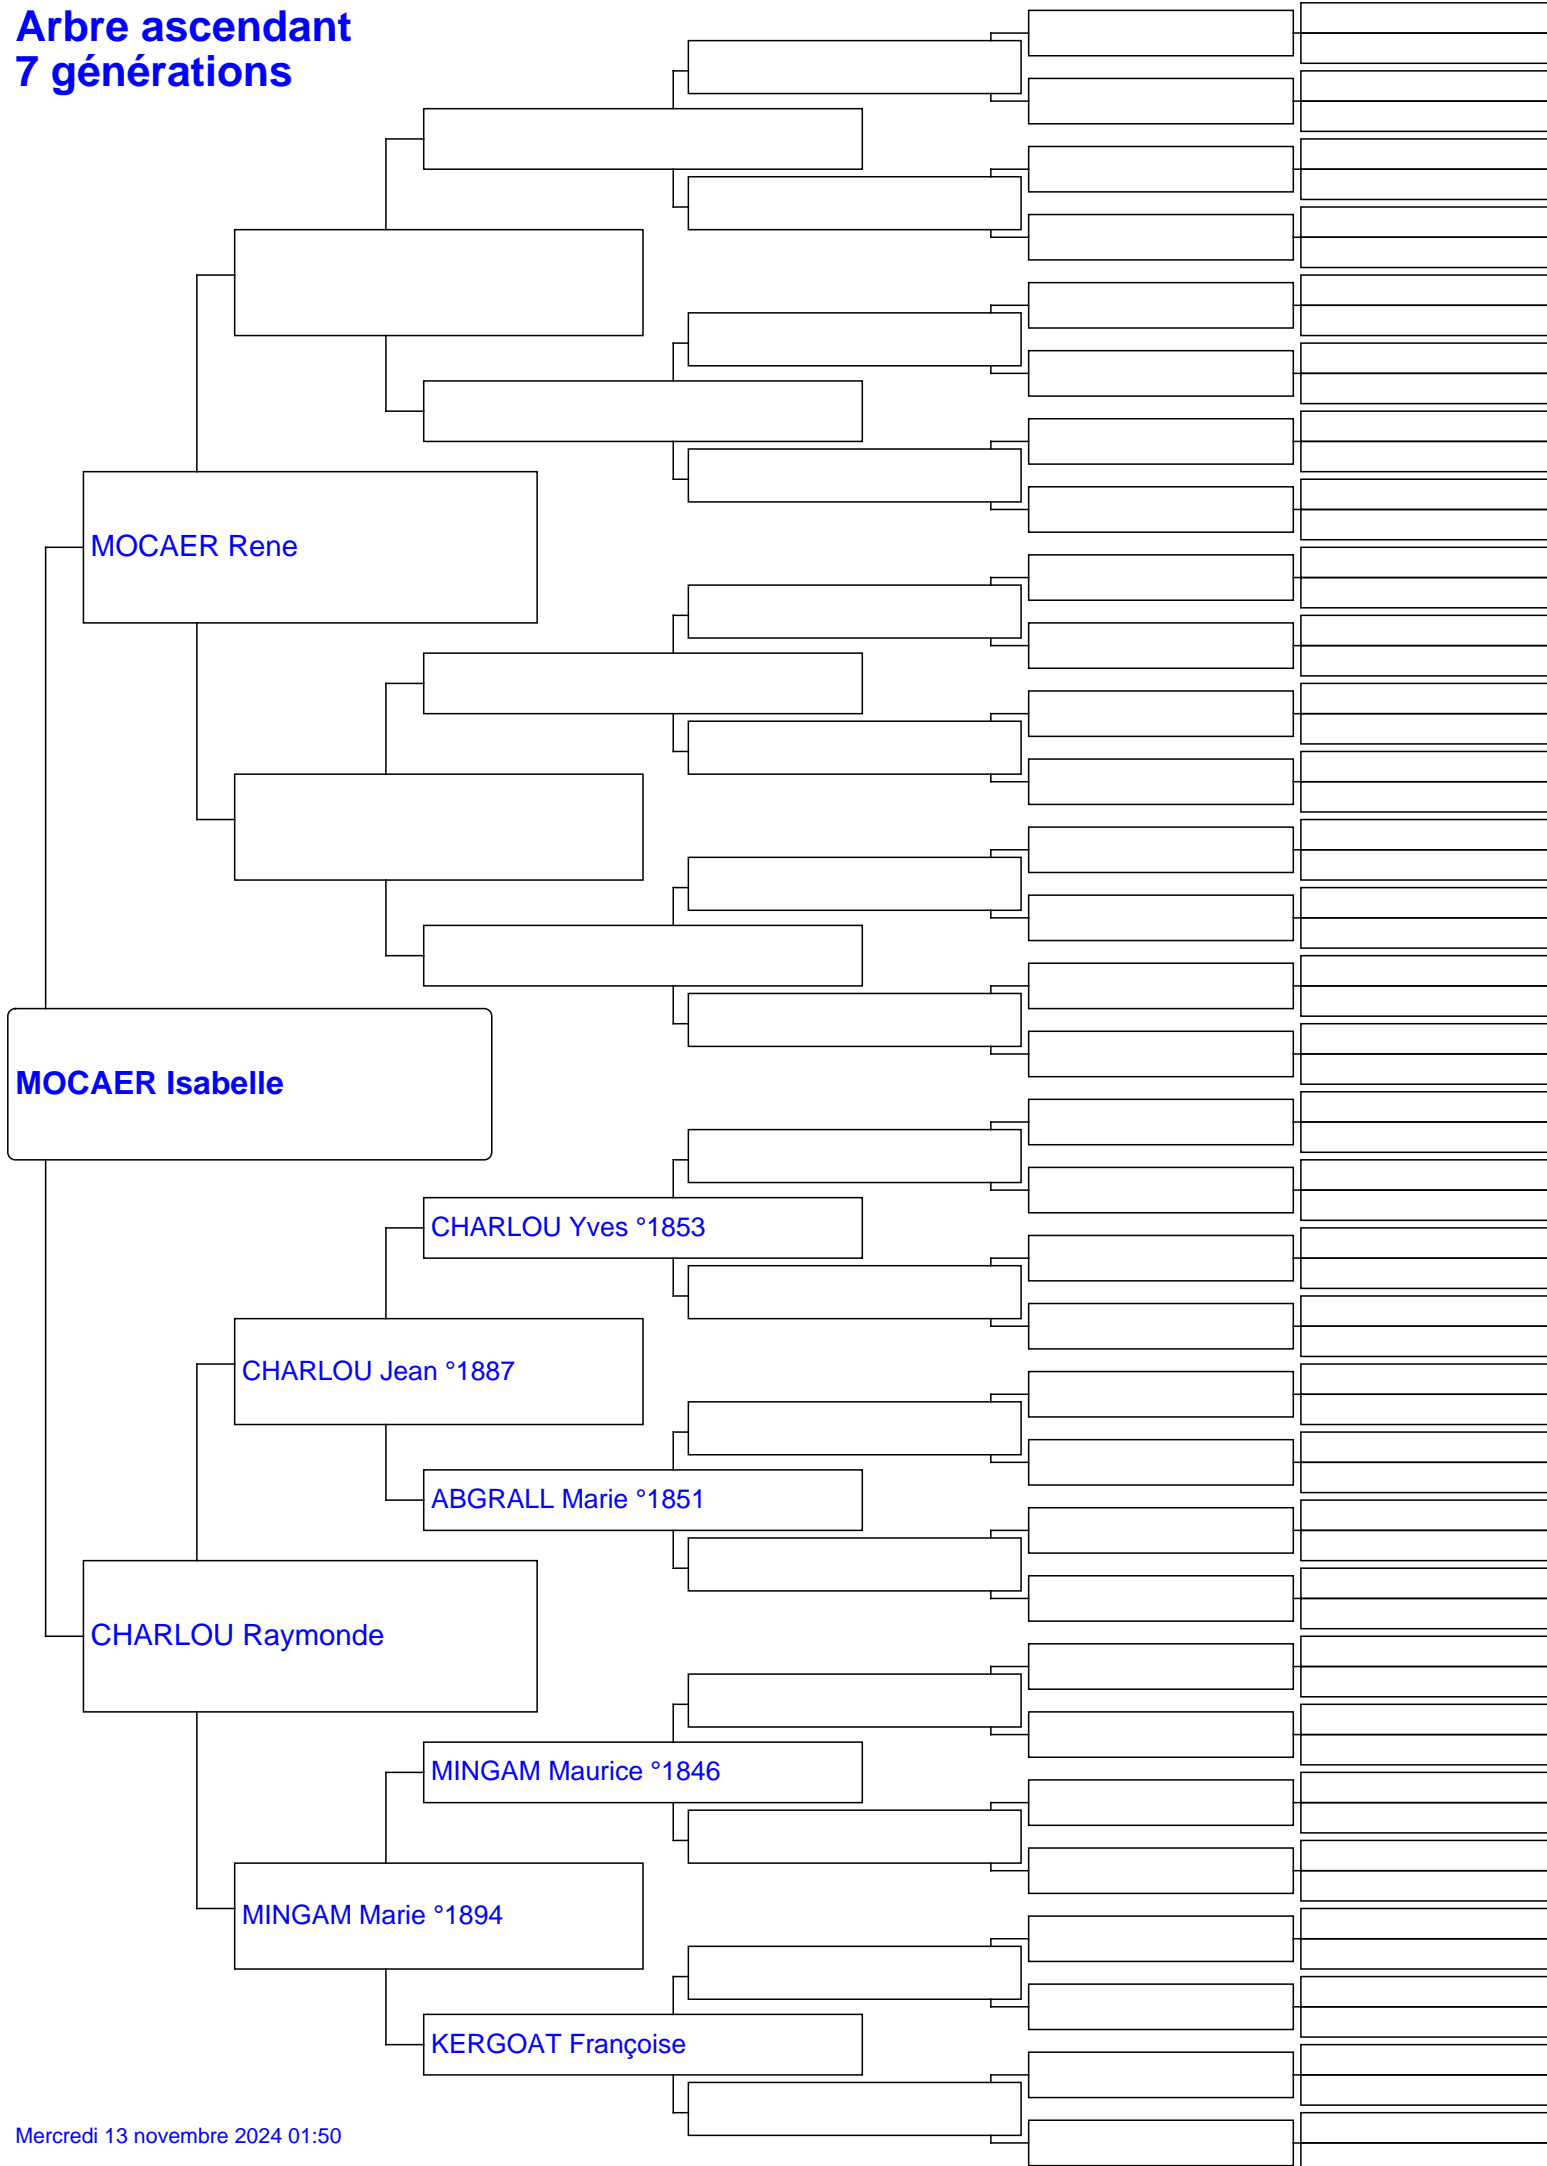 Arbre ascendant
7 générations
MOCAER Rene
MOCAER Isabelle
CHARLOU Yves °1853
CHARLOU Jean °1887
ABGRALL Marie °1851
CHARLOU Raymonde
MINGAM Maurice °1846
MINGAM Marie °1894
KERGOAT Françoise
Mercredi 13 novembre 2024 01:50